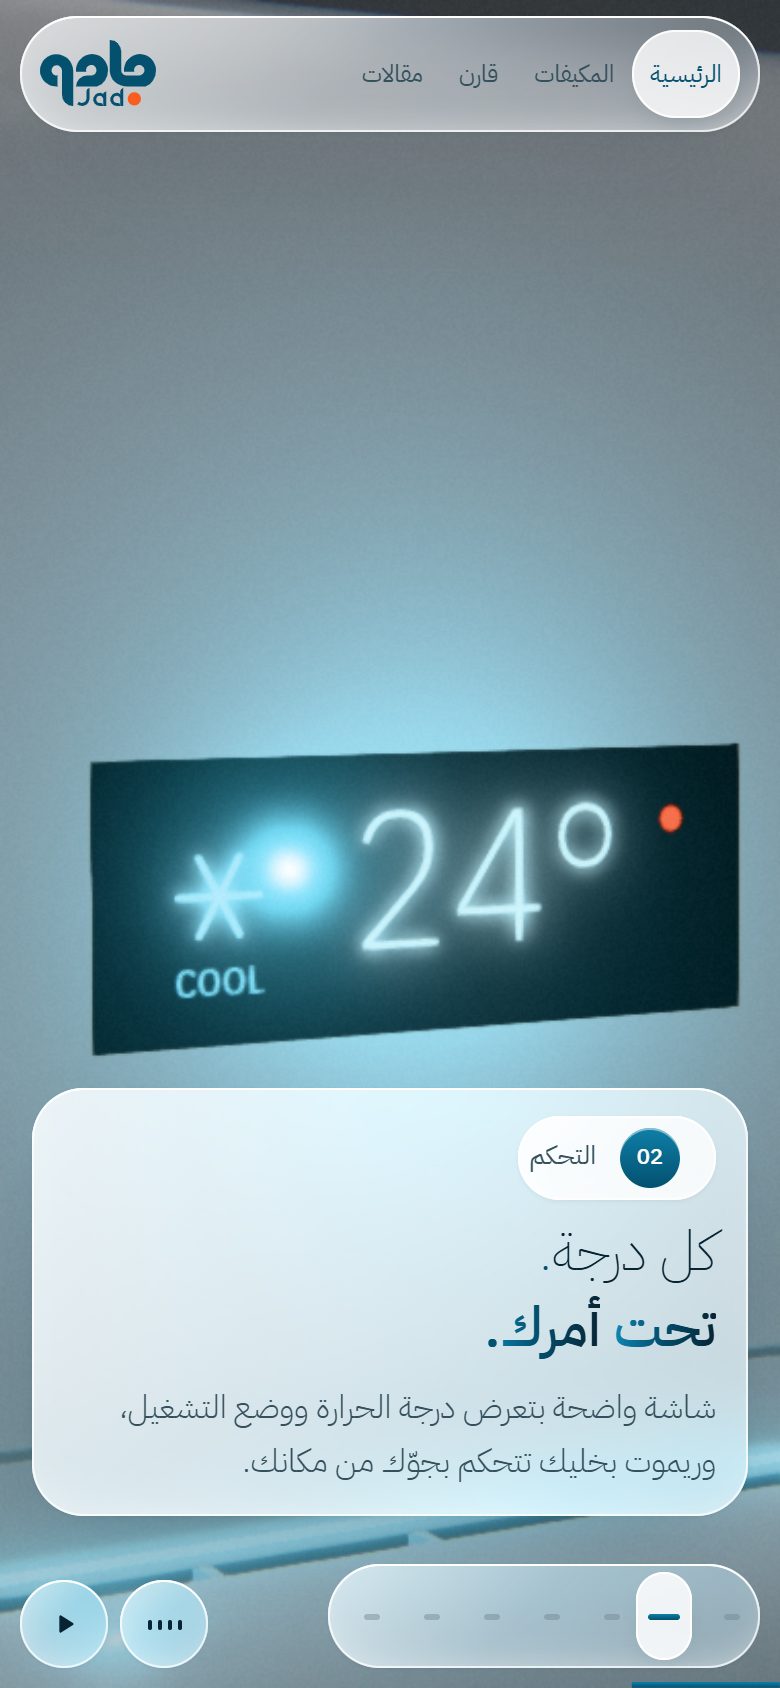 الرئيسية
المكيفات
قارن
مقالات
جادو
Jad
COOL
24°
02
التحكم
كل درجة.
تحت أمرك.
شاشة واضحة بتعرض درجة الحرارة ووضع التشغيل،
وريموت بخليك تتحكم بجوّك من مكانك.